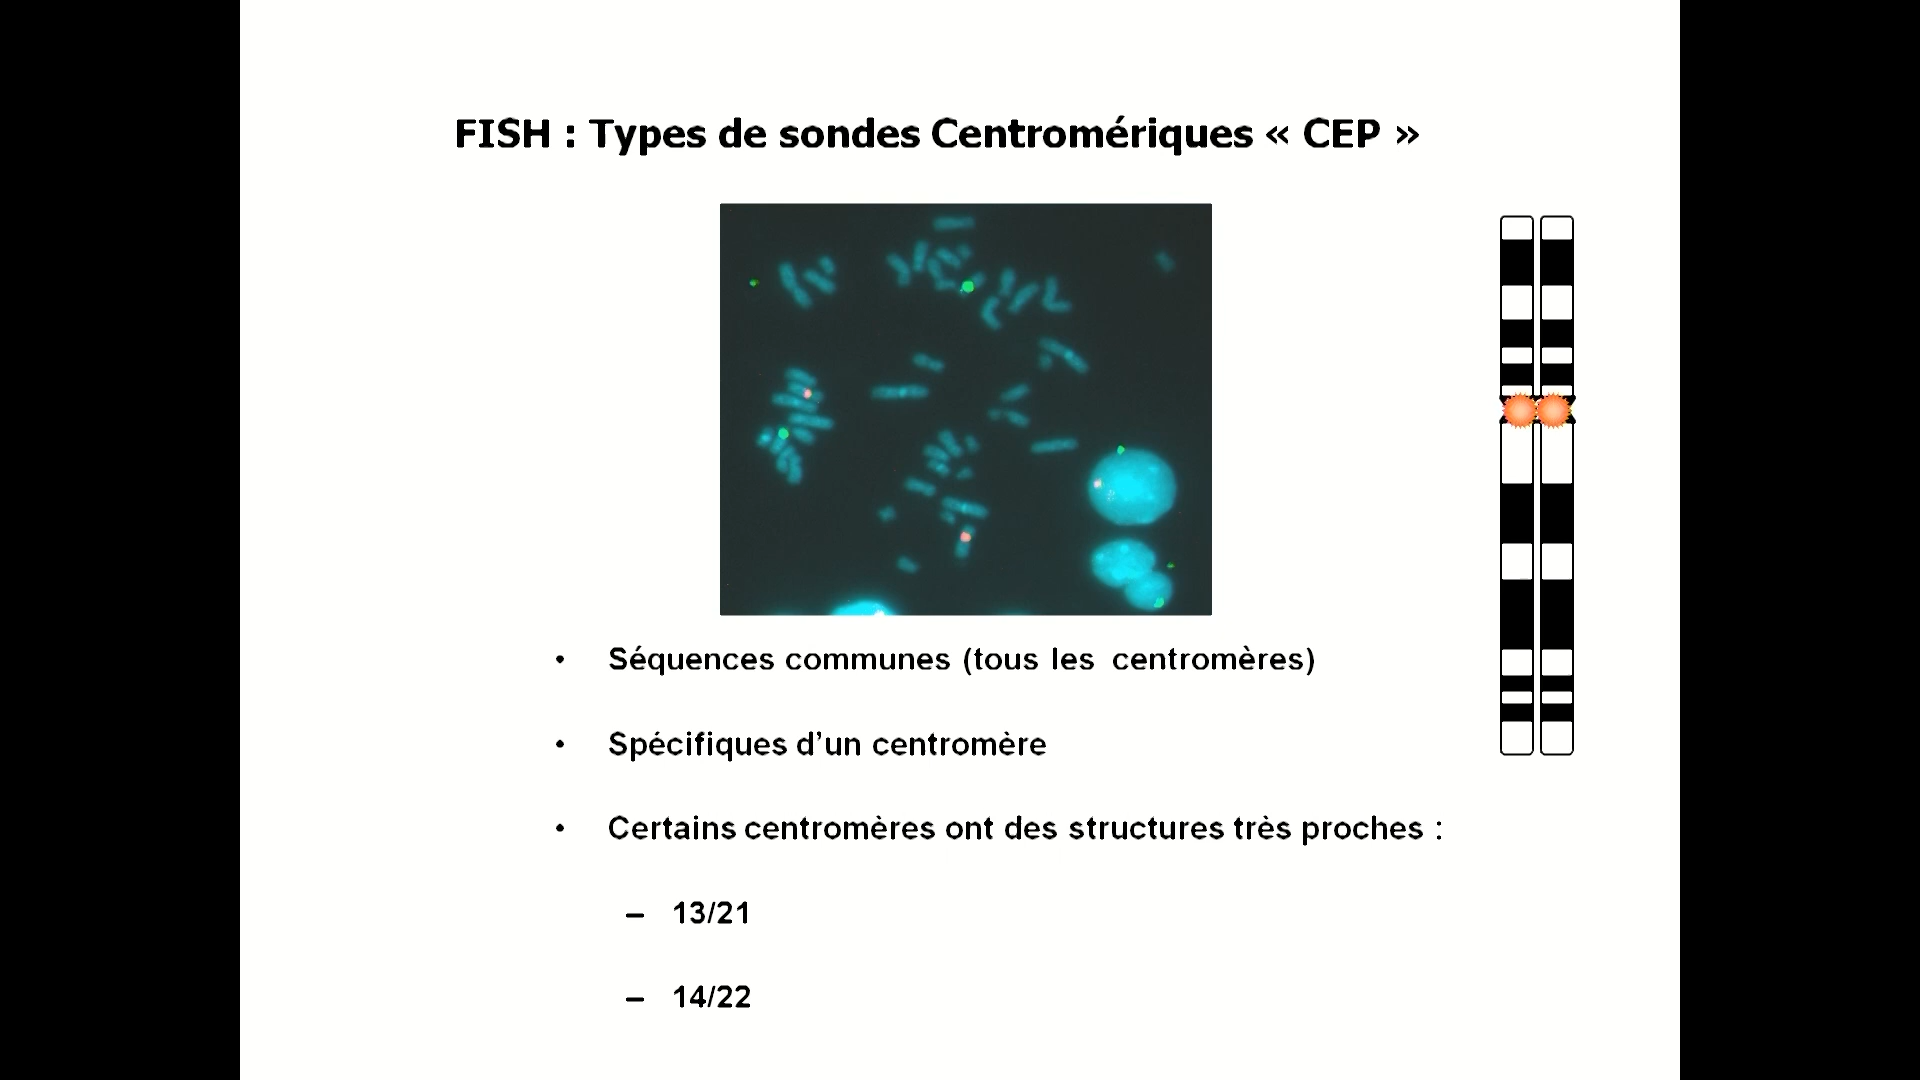 FISH : Types de sondes Centromériques « CEP »
• Séquences communes (tous les centromères)
• Spécifiques d’un centromère
• Certains centromères ont des structures très proches :
– 13/21
– 14/22